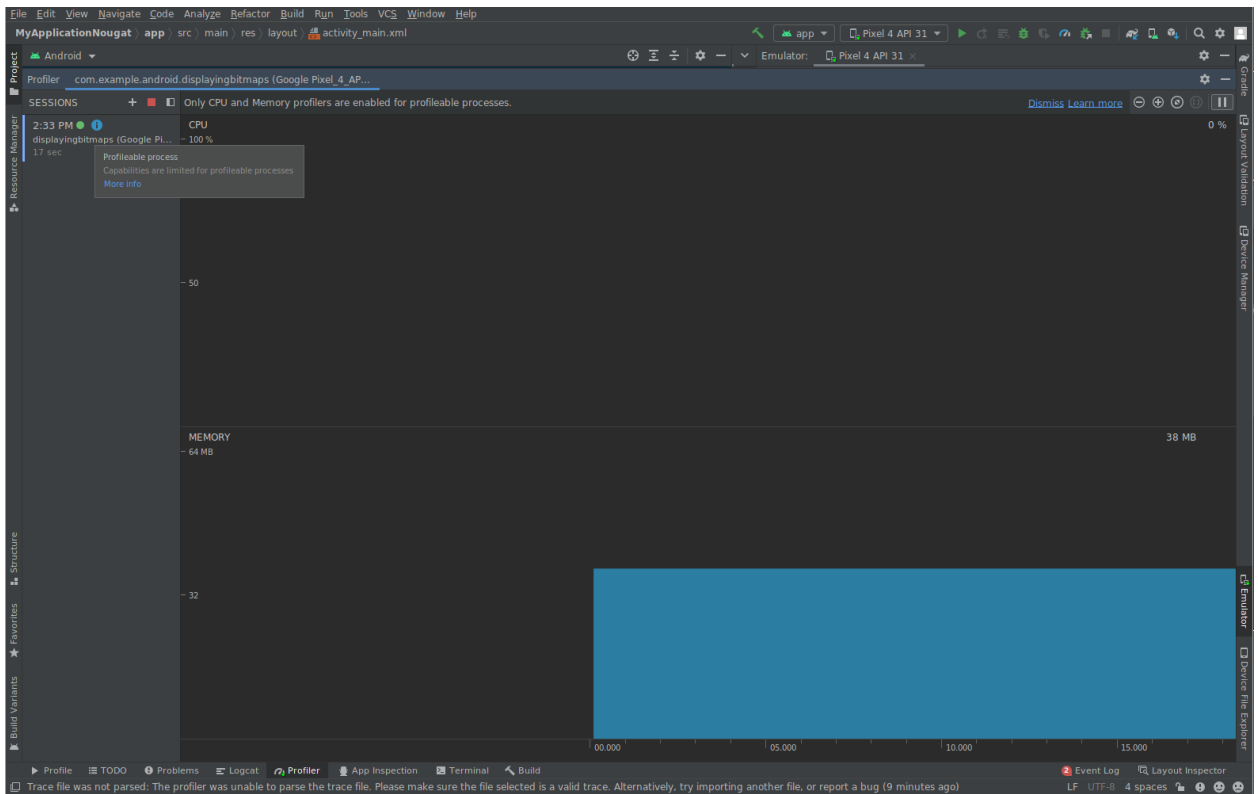 File Edit View Navigate Code Analyze Refactor Build Run Tools VCS Window Help
MyApplicationNougat app src main res layout activity_main.xml app Pixel 4 API 31
Android Emulator: Pixel 4 API 31
Profiler com.example.android.displayingbitmaps (Google Pixel_4_AP...
SESSIONS Only CPU and Memory profilers are enabled for profileable processes. Dismiss Learn more
2:33 PM
displayingbitmaps (Google Pi...
17 sec
Profileable process
Capabilities are limited for profileable processes
More info
CPU 0 %
100 %
50
MEMORY 38 MB
64 MB
32
00.000 05.000 10.000 15.000
Project
Resource Manager
Structure
Favorites
Build Variants
Gradle
Layout Validation
Device Manager
Emulator
Device File Explorer
Profile TODO Problems Logcat Profiler App Inspection Terminal Build 2 Event Log Layout Inspector
Trace file was not parsed: The profiler was unable to parse the trace file. Please make sure the file selected is a valid trace. Alternatively, try importing another file, or report a bug (9 minutes ago) LF UTF-8 4 spaces